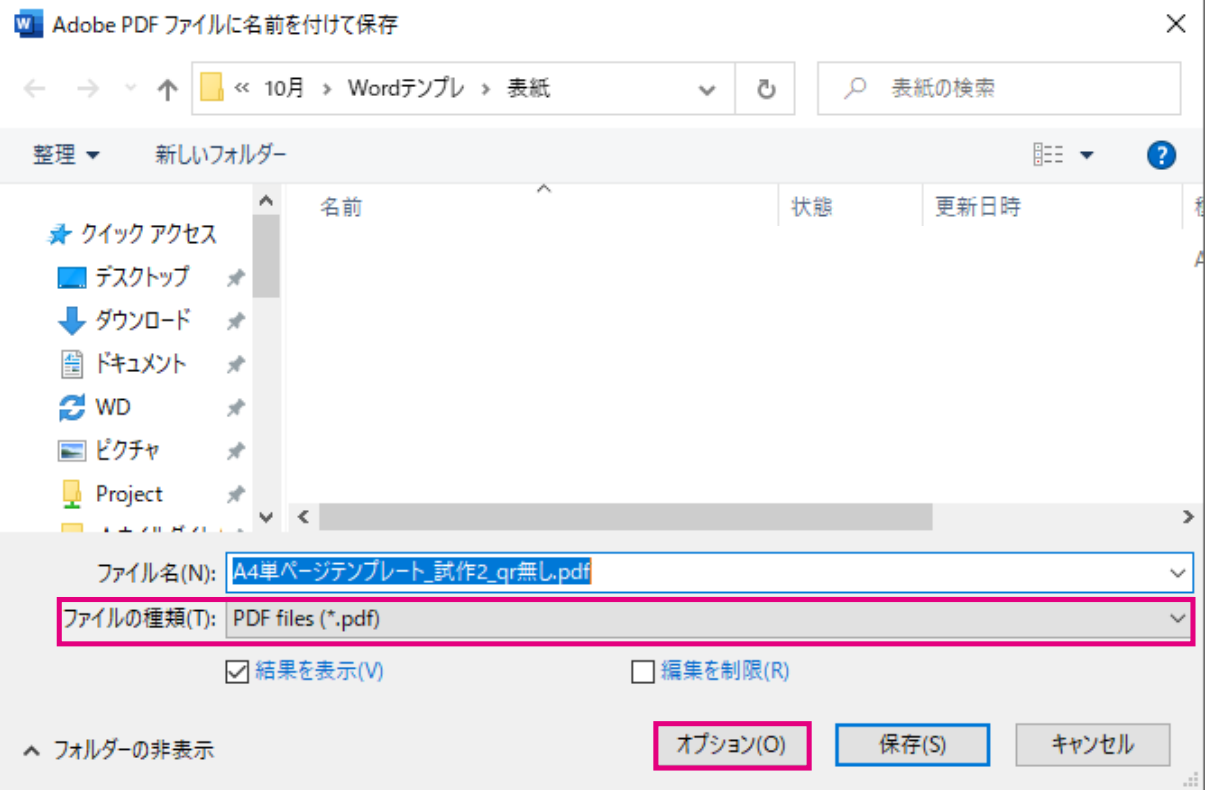 Adobe PDF ファイルに名前を付けて保存
« 10月 › Wordテンプレ › 表紙
表紙の検索
整理 新しいフォルダー
名前 状態 更新日時
クイック アクセス
デスクトップ
ダウンロード
ドキュメント
WD
ピクチャ
Project
ファイル名(N): A4単ページテンプレート_試作2_qr無し.pdf
ファイルの種類(T): PDF files (*.pdf)
結果を表示(V) 編集を制限(R)
フォルダーの非表示 オプション(O) 保存(S) キャンセル